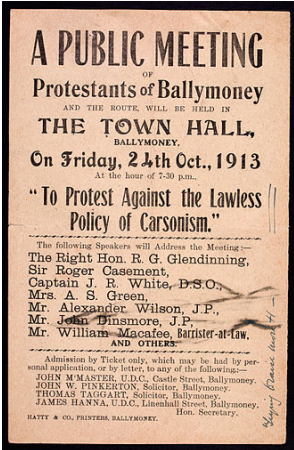 A PUBLIC MEETING
OF
Protestants of Ballymoney
AND THE ROUTE, WILL BE HELD IN
THE TOWN HALL,
BALLYMONEY,
On Friday, 24th Oct., 1913
At the hour of 7-30 p.m.,
"To Protest Against the Lawless
Policy of Carsonism."
The following Speakers will Address the Meeting:—
The Right Hon. R. G. Glendinning,
Sir Roger Casement,
Captain J. R. White, D.S.O.,
Mrs. A. S. Green,
Mr. Alexander Wilson, J.P.,
Mr. John Dinsmore, J.P.,
Mr. William Macafee, Barrister-at-Law,
AND OTHERS.
Admission by Ticket only, which may be had by per-
sonal application, or by letter, to any of the following:—
JOHN M'MASTER, U.D.C., Castle Street, Ballymoney.
JOHN W. PINKERTON, Solicitor, Ballymoney.
THOMAS TAGGART, Solicitor, Ballymoney.
JAMES HANNA, U.D.C., Linenhall Street, Ballymoney.
Hon. Secretary.
HATTY & CO., PRINTERS, BALLYMONEY.